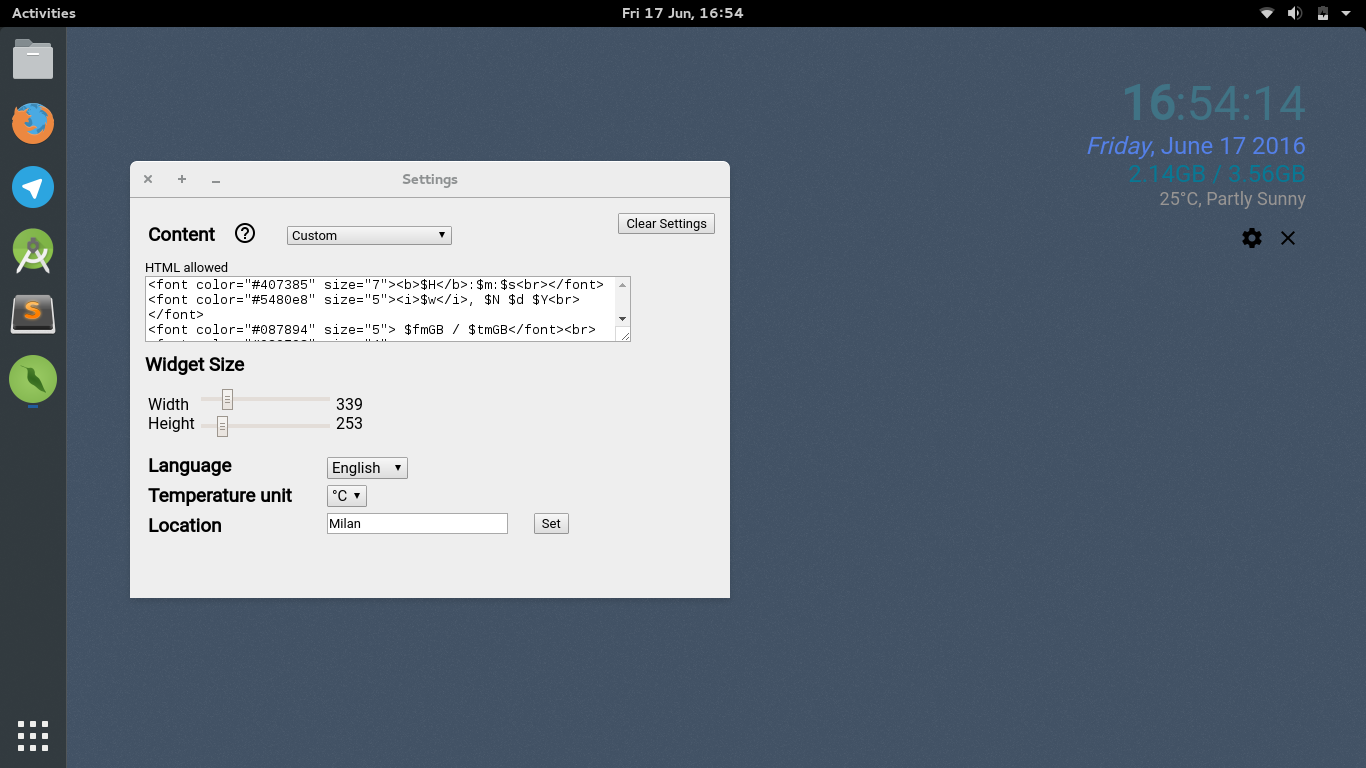 Activities
Fri 17 Jun, 16:54
16:54:14
Friday, June 17 2016
2.14GB / 3.56GB
25°C, Partly Sunny
Settings
Content
Custom
Clear Settings
HTML allowed
<font color="#407385" size="7"><b>$H</b>:$m:$s<br></font>
<font color="#5480e8" size="5"><i>$w</i>, $N $d $Y<br>
</font>
<font color="#087894" size="5"> $fmGB / $tmGB</font><br>
Widget Size
Width 339
Height 253
Language English
Temperature unit °C
Location Milan Set